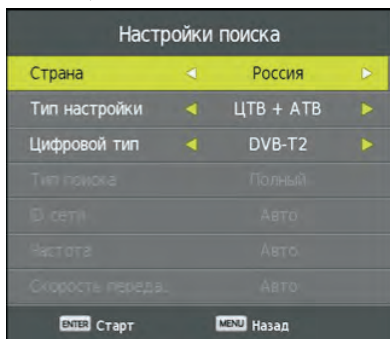 Настройки поиска
Страна Россия
Тип настройки ЦТВ + АТВ
Цифровой тип DVB-T2
Тип поиска Полный
ID сети Авто
Частота Авто
Скорость переда... Авто
ENTER Старт MENU Назад